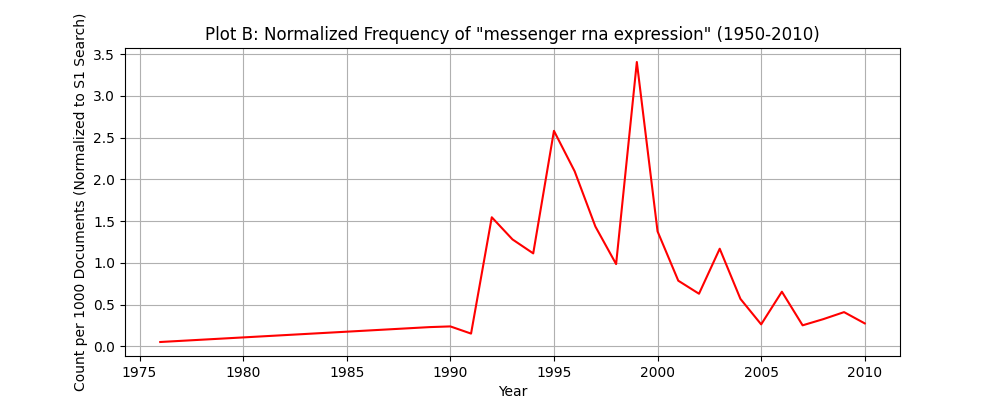 Plot B: Normalized Frequency of "messenger rna expression" (1950-2010)
Count per 1000 Documents (Normalized to S1 Search)
3.5
3.0
2.5
2.0
1.5
1.0
0.5
0.0
1975 1980 1985 1990 1995 2000 2005 2010
Year